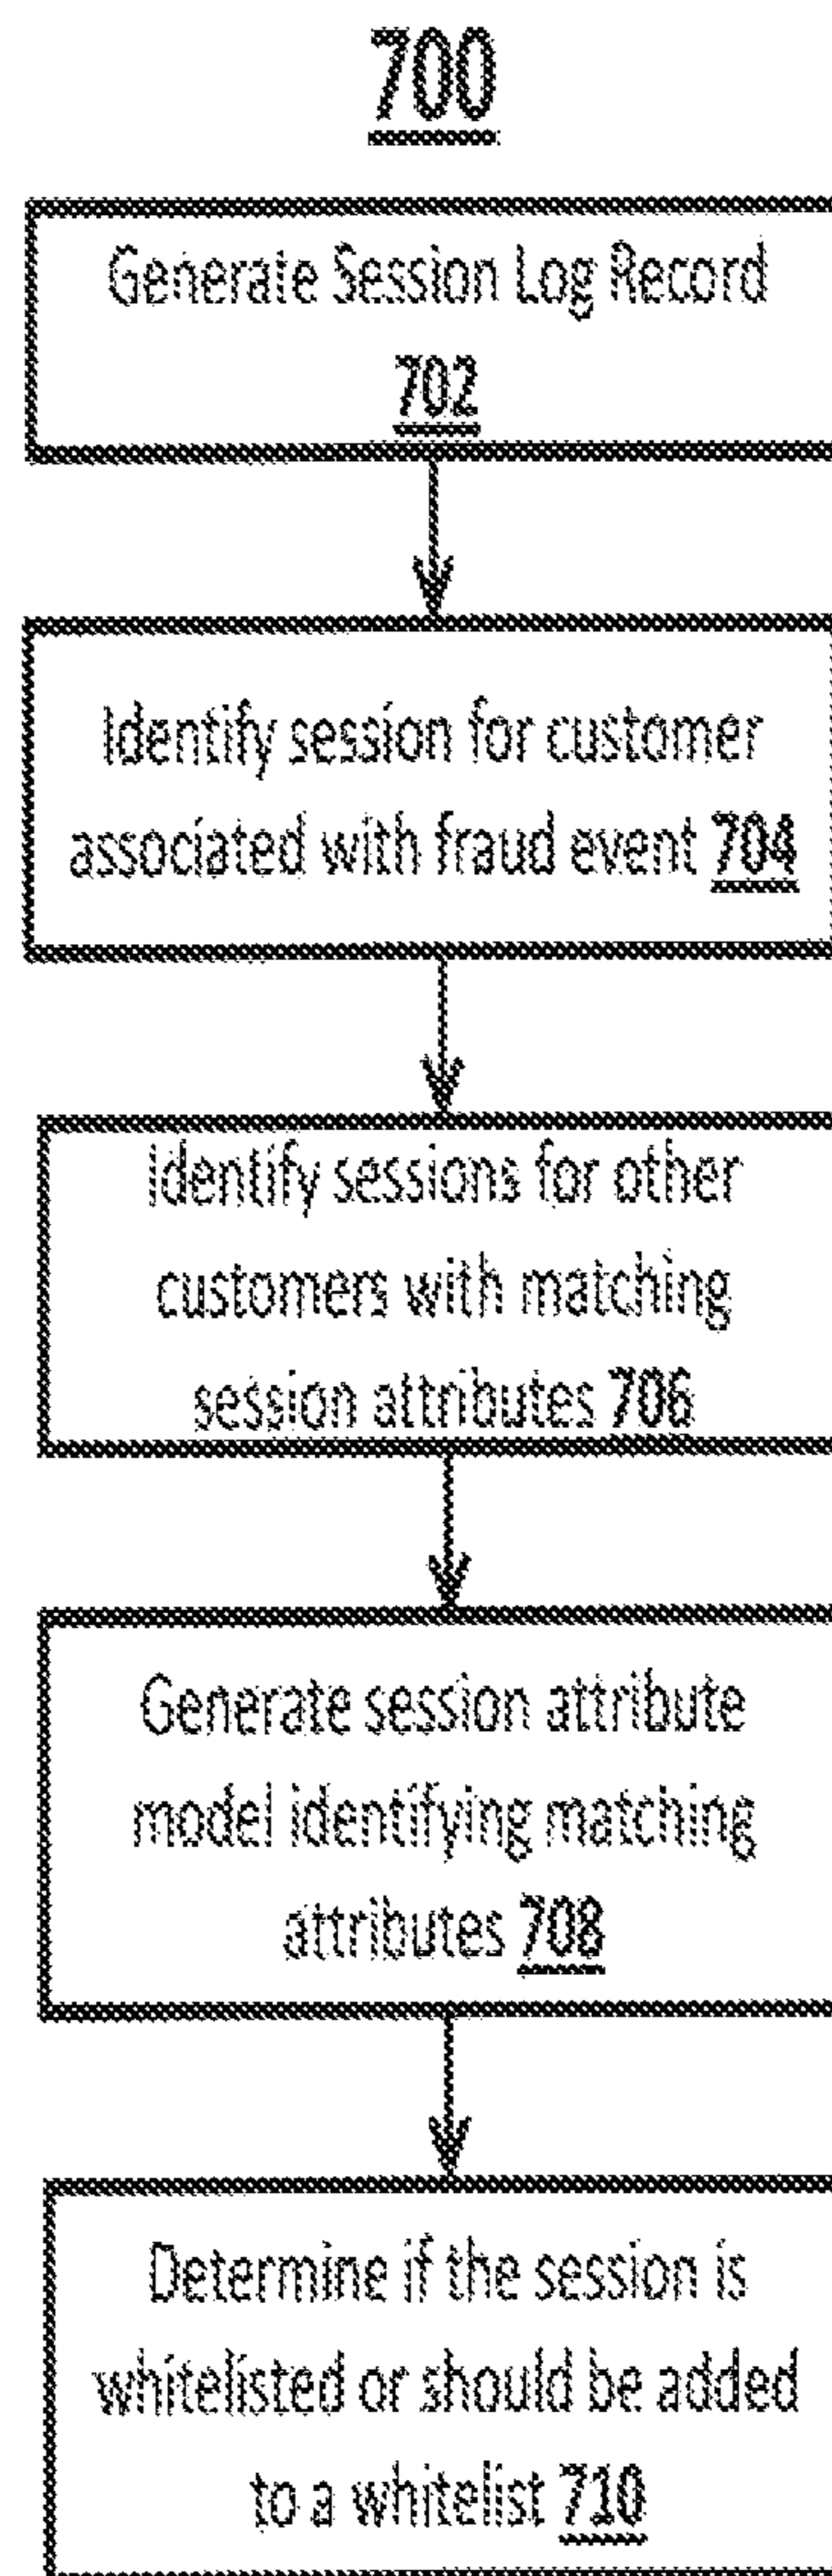 700
Generate Session Log Record
702
Identify session for customer
associated with fraud event 704
Identify sessions for other
customers with matching
session attributes 706
Generate session attribute
model identifying matching
attributes 708
Determine if the session is
whitelisted or should be added
to a whitelist 710